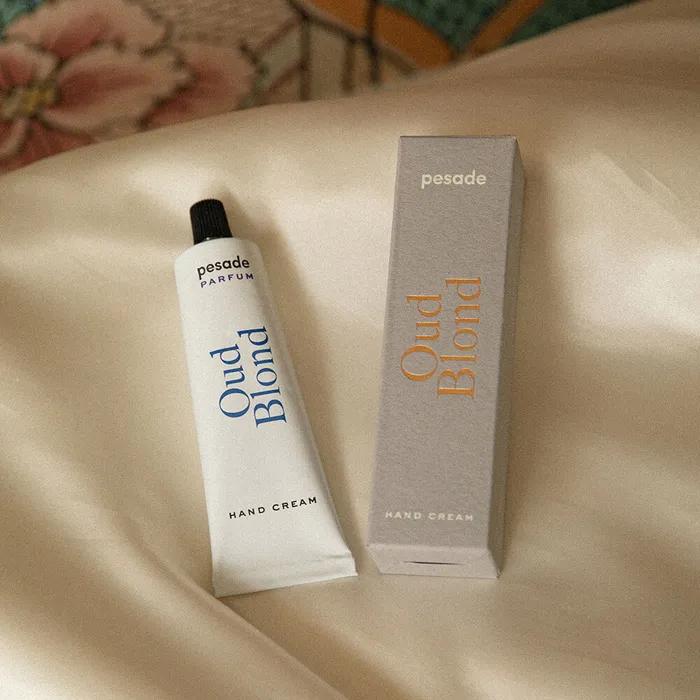 pesade
PARFUM
Oud
Blond
HAND CREAM
pesade
Oud
Blond
HAND CREAM